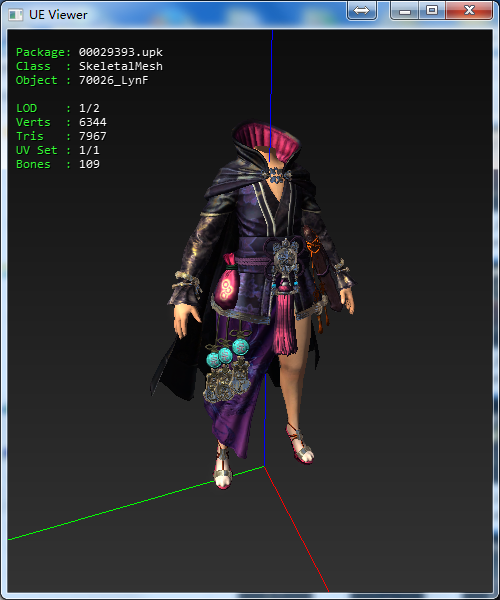 UE Viewer
Package: 00029393.upk
Class : SkeletalMesh
Object : 70026_LynF
LOD : 1/2
Verts : 6344
Tris : 7967
UV Set : 1/1
Bones : 109